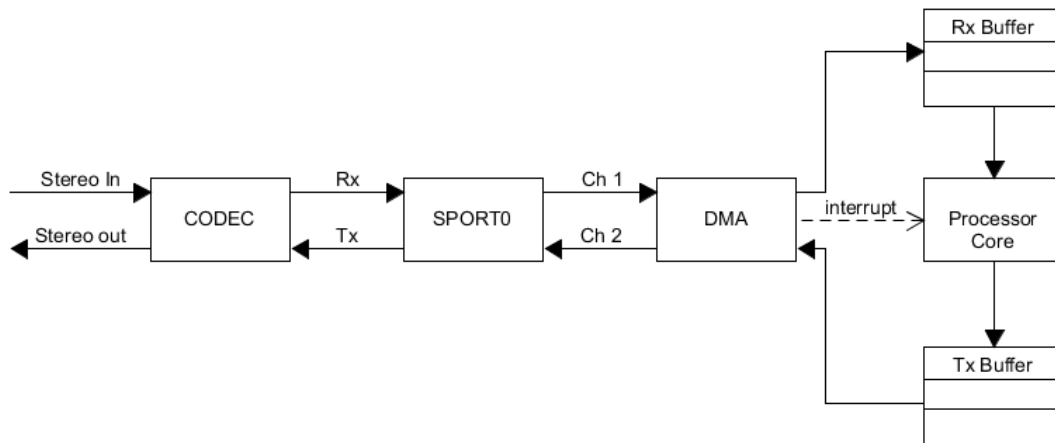 Rx Buffer
Stereo In
Rx
Ch 1
CODEC
SPORT0
DMA
interrupt
Processor
Core
Stereo out
Tx
Ch 2
Tx Buffer